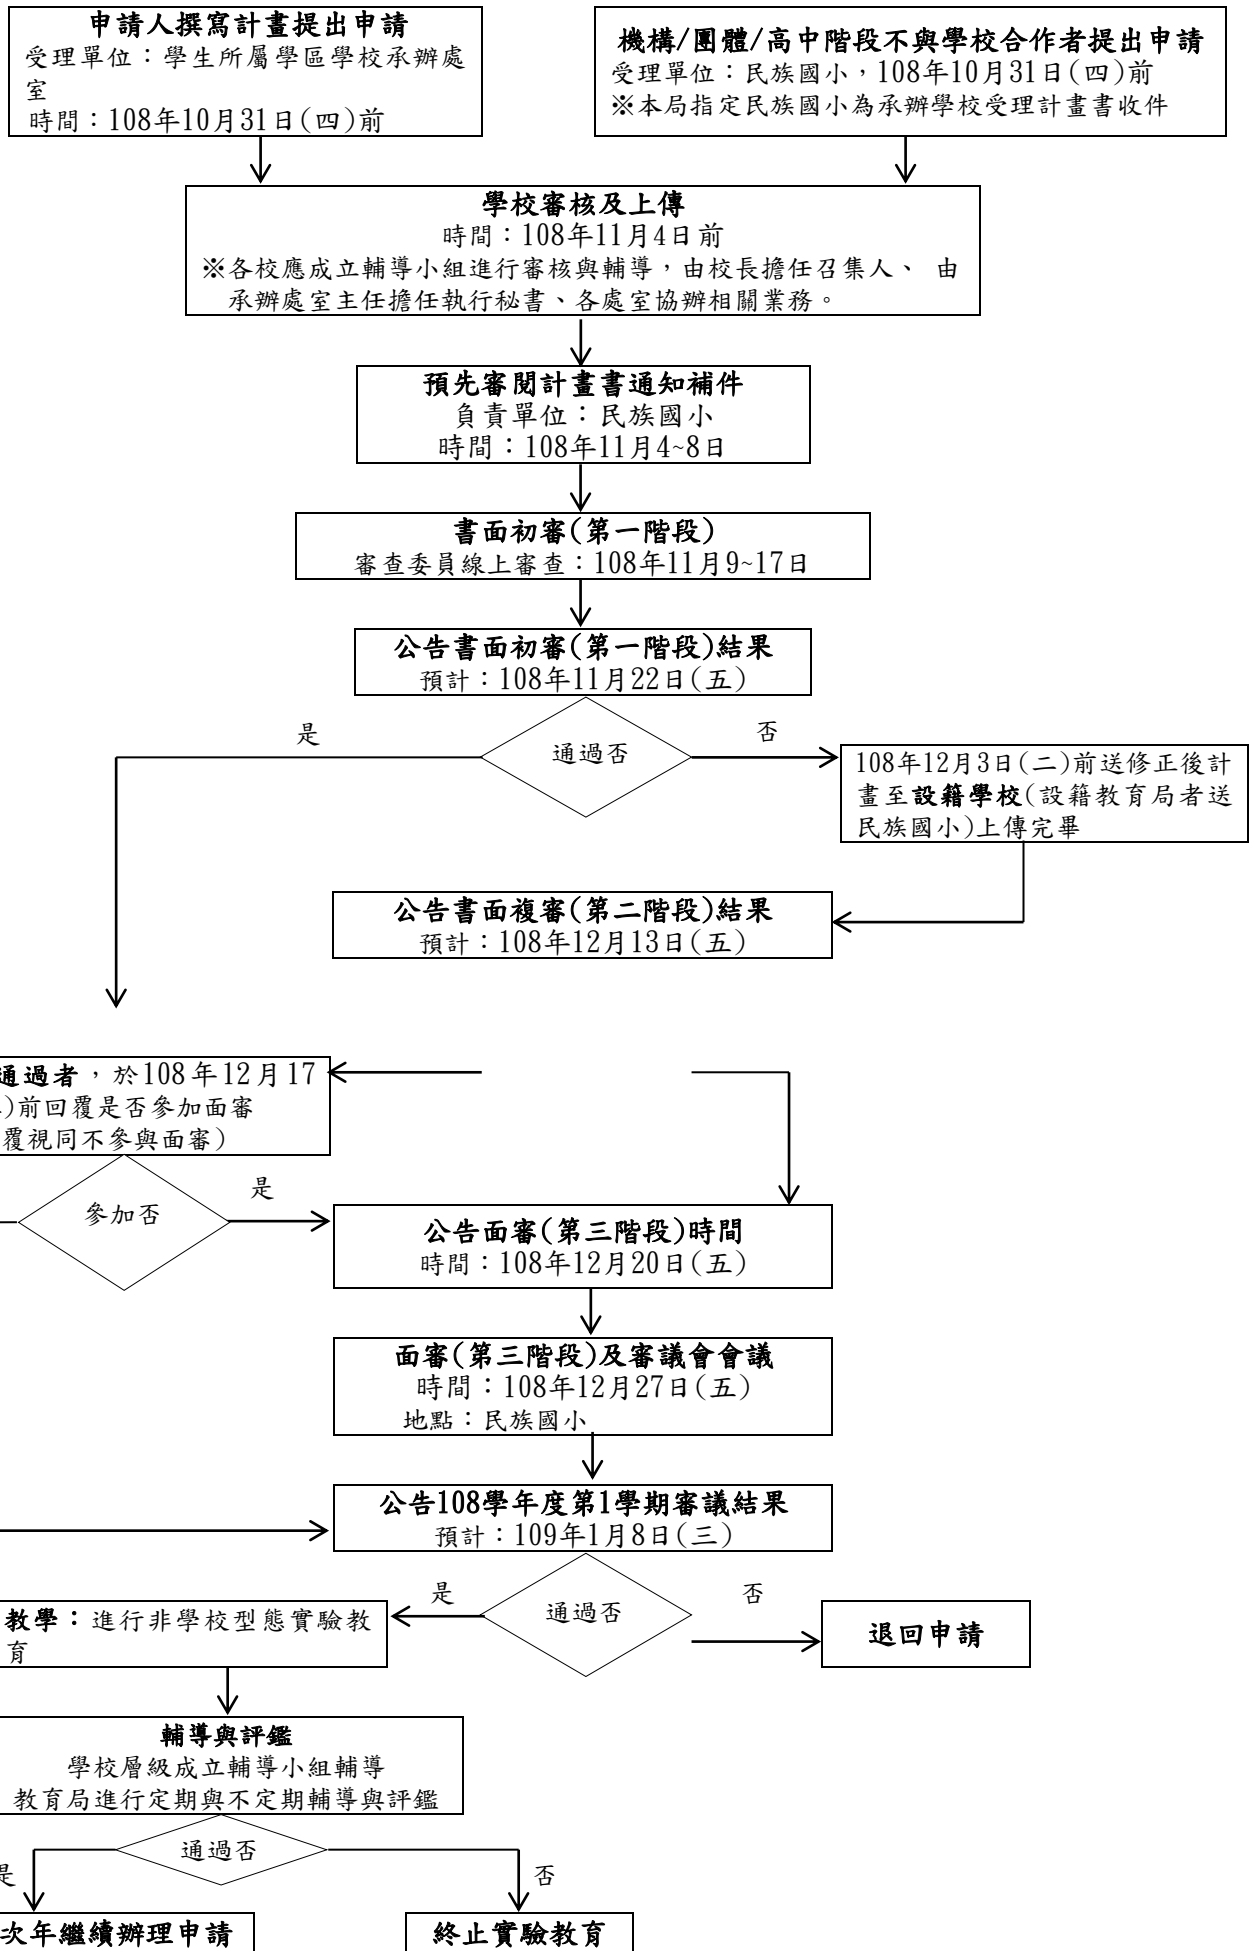 申請人撰寫計畫提出申請
受理單位：學生所屬學區學校承辦處
室
時間：108年10月31日(四)前
機構/團體/高中階段不與學校合作者提出申請
受理單位：民族國小，108年10月31日(四)前
※本局指定民族國小為承辦學校受理計畫書收件
學校審核及上傳
時間：108年11月4日前
※各校應成立輔導小組進行審核與輔導，由校長擔任召集人、 由
承辦處室主任擔任執行秘書、各處室協辦相關業務。
預先審閱計畫書通知補件
負責單位：民族國小
時間：108年11月4~8日
書面初審(第一階段)
審查委員線上審查：108年11月9~17日
公告書面初審(第一階段)結果
預計：108年11月22日(五)
是
通過否
否
108年12月3日(二)前送修正後計
畫至設籍學校(設籍教育局者送
民族國小)上傳完畢
公告書面複審(第二階段)結果
預計：108年12月13日(五)
通過者，於108年12月17
)前回覆是否參加面審
覆視同不參與面審)
參加否
是
公告面審(第三階段)時間
時間：108年12月20日(五)
面審(第三階段)及審議會會議
時間：108年12月27日(五)
地點：民族國小
公告108學年度第1學期審議結果
預計：109年1月8日(三)
是
通過否
否
教學：進行非學校型態實驗教
育
退回申請
輔導與評鑑
學校層級成立輔導小組輔導
教育局進行定期與不定期輔導與評鑑
通過否
是
否
次年繼續辦理申請
終止實驗教育